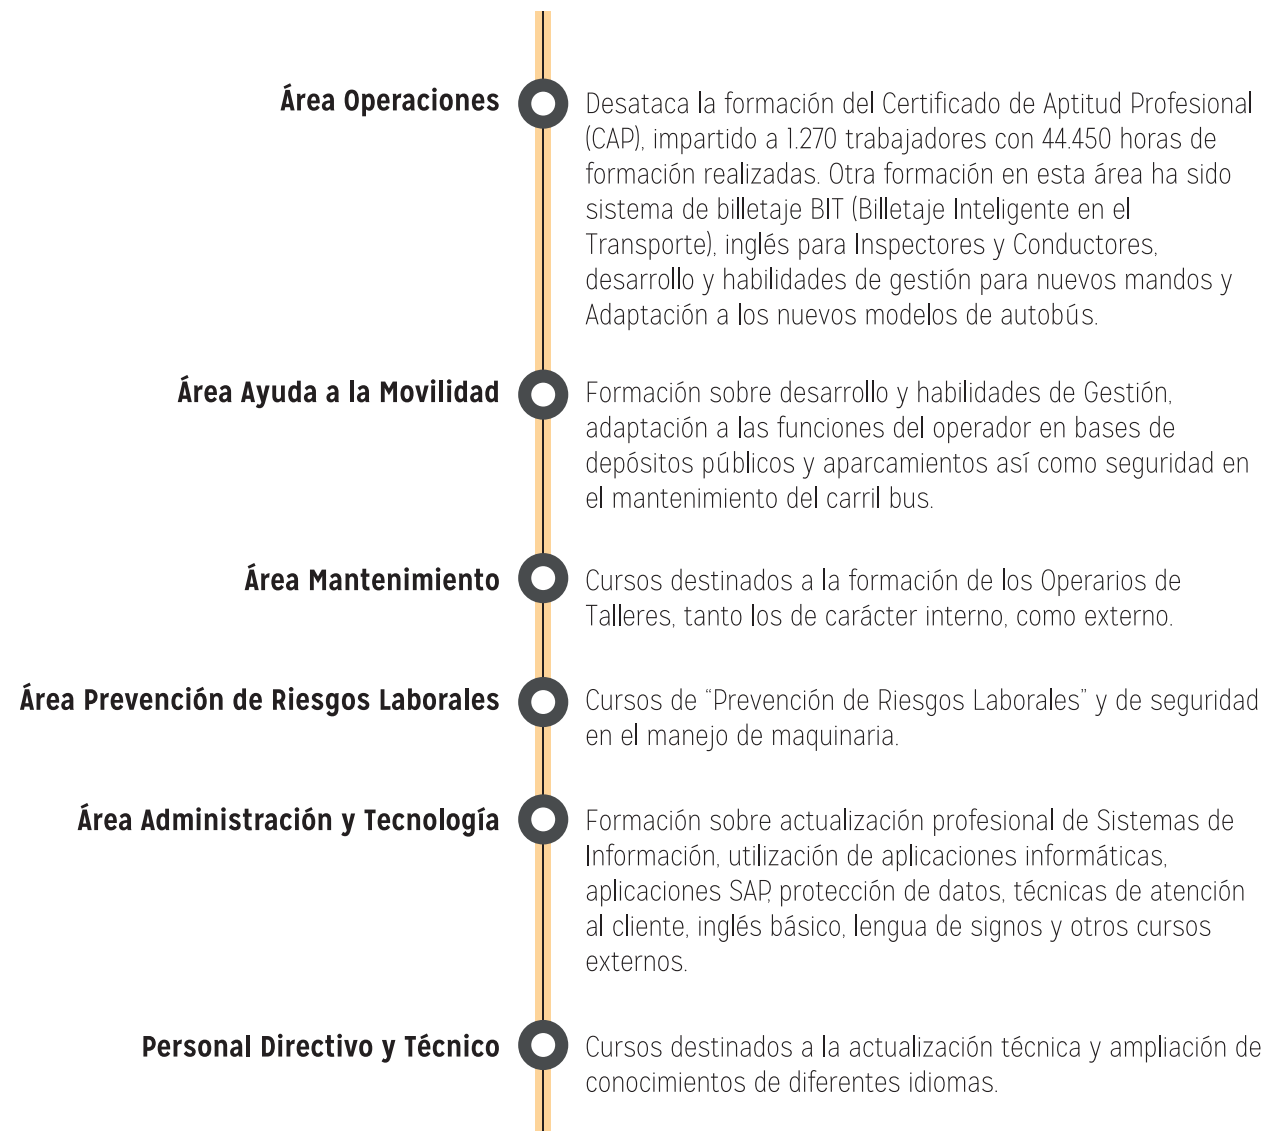 Área Operaciones
Desataca la formación del Certificado de Aptitud Profesional
(CAP), impartido a 1.270 trabajadores con 44.450 horas de
formación realizadas. Otra formación en esta área ha sido
sistema de billetaje BIT (Billetaje Inteligente en el
Transporte), inglés para Inspectores y Conductores,
desarrollo y habilidades de gestión para nuevos mandos y
Adaptación a los nuevos modelos de autobús.
Área Ayuda a la Movilidad
Formación sobre desarrollo y habilidades de Gestión,
adaptación a las funciones del operador en bases de
depósitos públicos y aparcamientos así como seguridad en
el mantenimiento del carril bus.
Área Mantenimiento
Cursos destinados a la formación de los Operarios de
Talleres, tanto los de carácter interno, como externo.
Área Prevención de Riesgos Laborales
Cursos de “Prevención de Riesgos Laborales” y de seguridad
en el manejo de maquinaria.
Área Administración y Tecnología
Formación sobre actualización profesional de Sistemas de
Información, utilización de aplicaciones informáticas,
aplicaciones SAP, protección de datos, técnicas de atención
al cliente, inglés básico, lengua de signos y otros cursos
externos.
Personal Directivo y Técnico
Cursos destinados a la actualización técnica y ampliación de
conocimientos de diferentes idiomas.